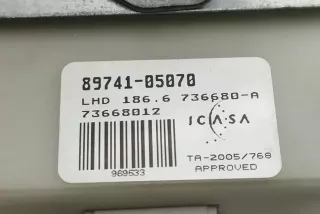 89741-05070
LHD 186.6 736680-A
73668012
ICASA
TA-2005/768
APPROVED
969533